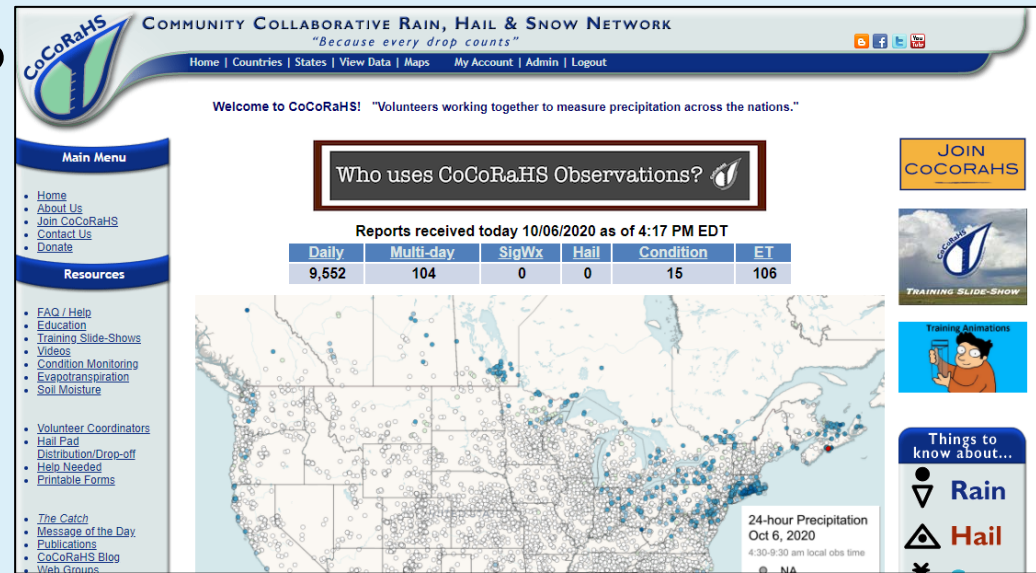 CoCoRaHS
COMMUNITY COLLABORATIVE RAIN, HAIL & SNOW NETWORK
"Because every drop counts"
Home | Countries | States | View Data | Maps My Account | Admin | Logout
You Tube
Welcome to CoCoRaHS! "Volunteers working together to measure precipitation across the nations."
Main Menu
Home
About Us
Join CoCoRaHS
Contact Us
Donate
Resources
FAQ / Help
Education
Training Slide-Shows
Videos
Condition Monitoring
Evapotranspiration
Soil Moisture
Volunteer Coordinators
Hail Pad
Distribution/Drop-off
Help Needed
Printable Forms
The Catch
Message of the Day
Publications
CoCoRaHS Blog
Web Groups
Who uses CoCoRaHS Observations?
Reports received today 10/06/2020 as of 4:17 PM EDT
Daily Multi-day SigWx Hail Condition ET
9,552 104 0 0 15 106
24-hour Precipitation
Oct 6, 2020
4:30-9:30 am local obs time
NA
JOIN
COCORAHS
CoCoRaHS
TRAINING SLIDE-SHOW
Training Animations
Things to
know about...
Rain
Hail